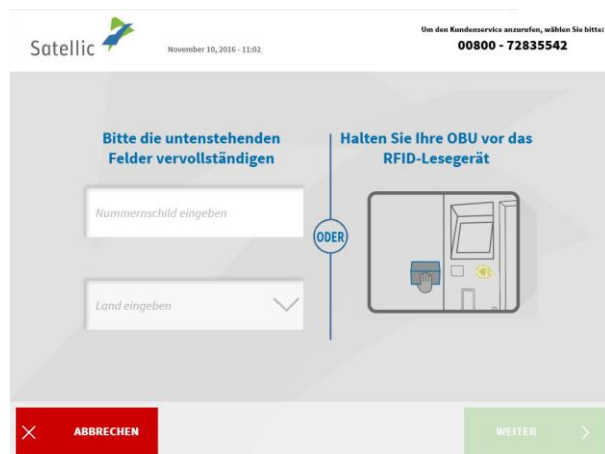 Satellic
November 10, 2016 - 11:02
Um den Kundenservice anzurufen, wählen Sie bitte:
00800 - 72835542
Bitte die untenstehenden
Felder vervollständigen
Nummernschild eingeben
Land eingeben
ODER
Halten Sie Ihre OBU vor das
RFID-Lesegerät
ABBRECHEN
WEITER